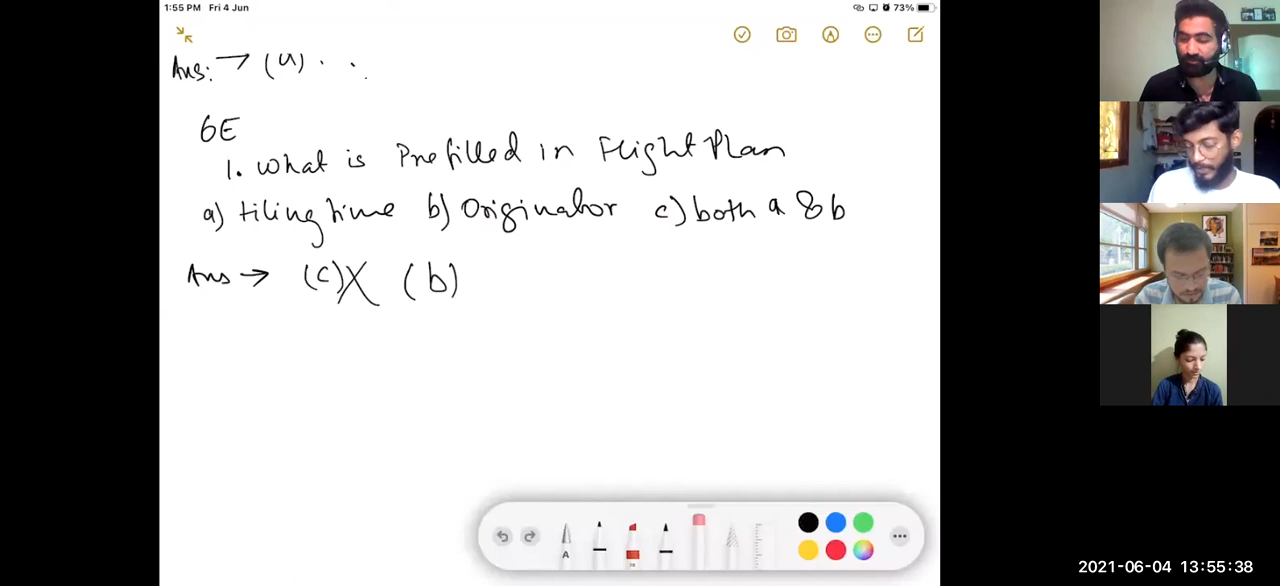 1:55 PM Fri 4 Jun
73%
Ans: → (a) . .
6E
1. What is Prefilled in Flight Plan
a) filing time b) Originator c) both a & b
Ans → (c)X (b)
A
2021-06-04 13:55:38